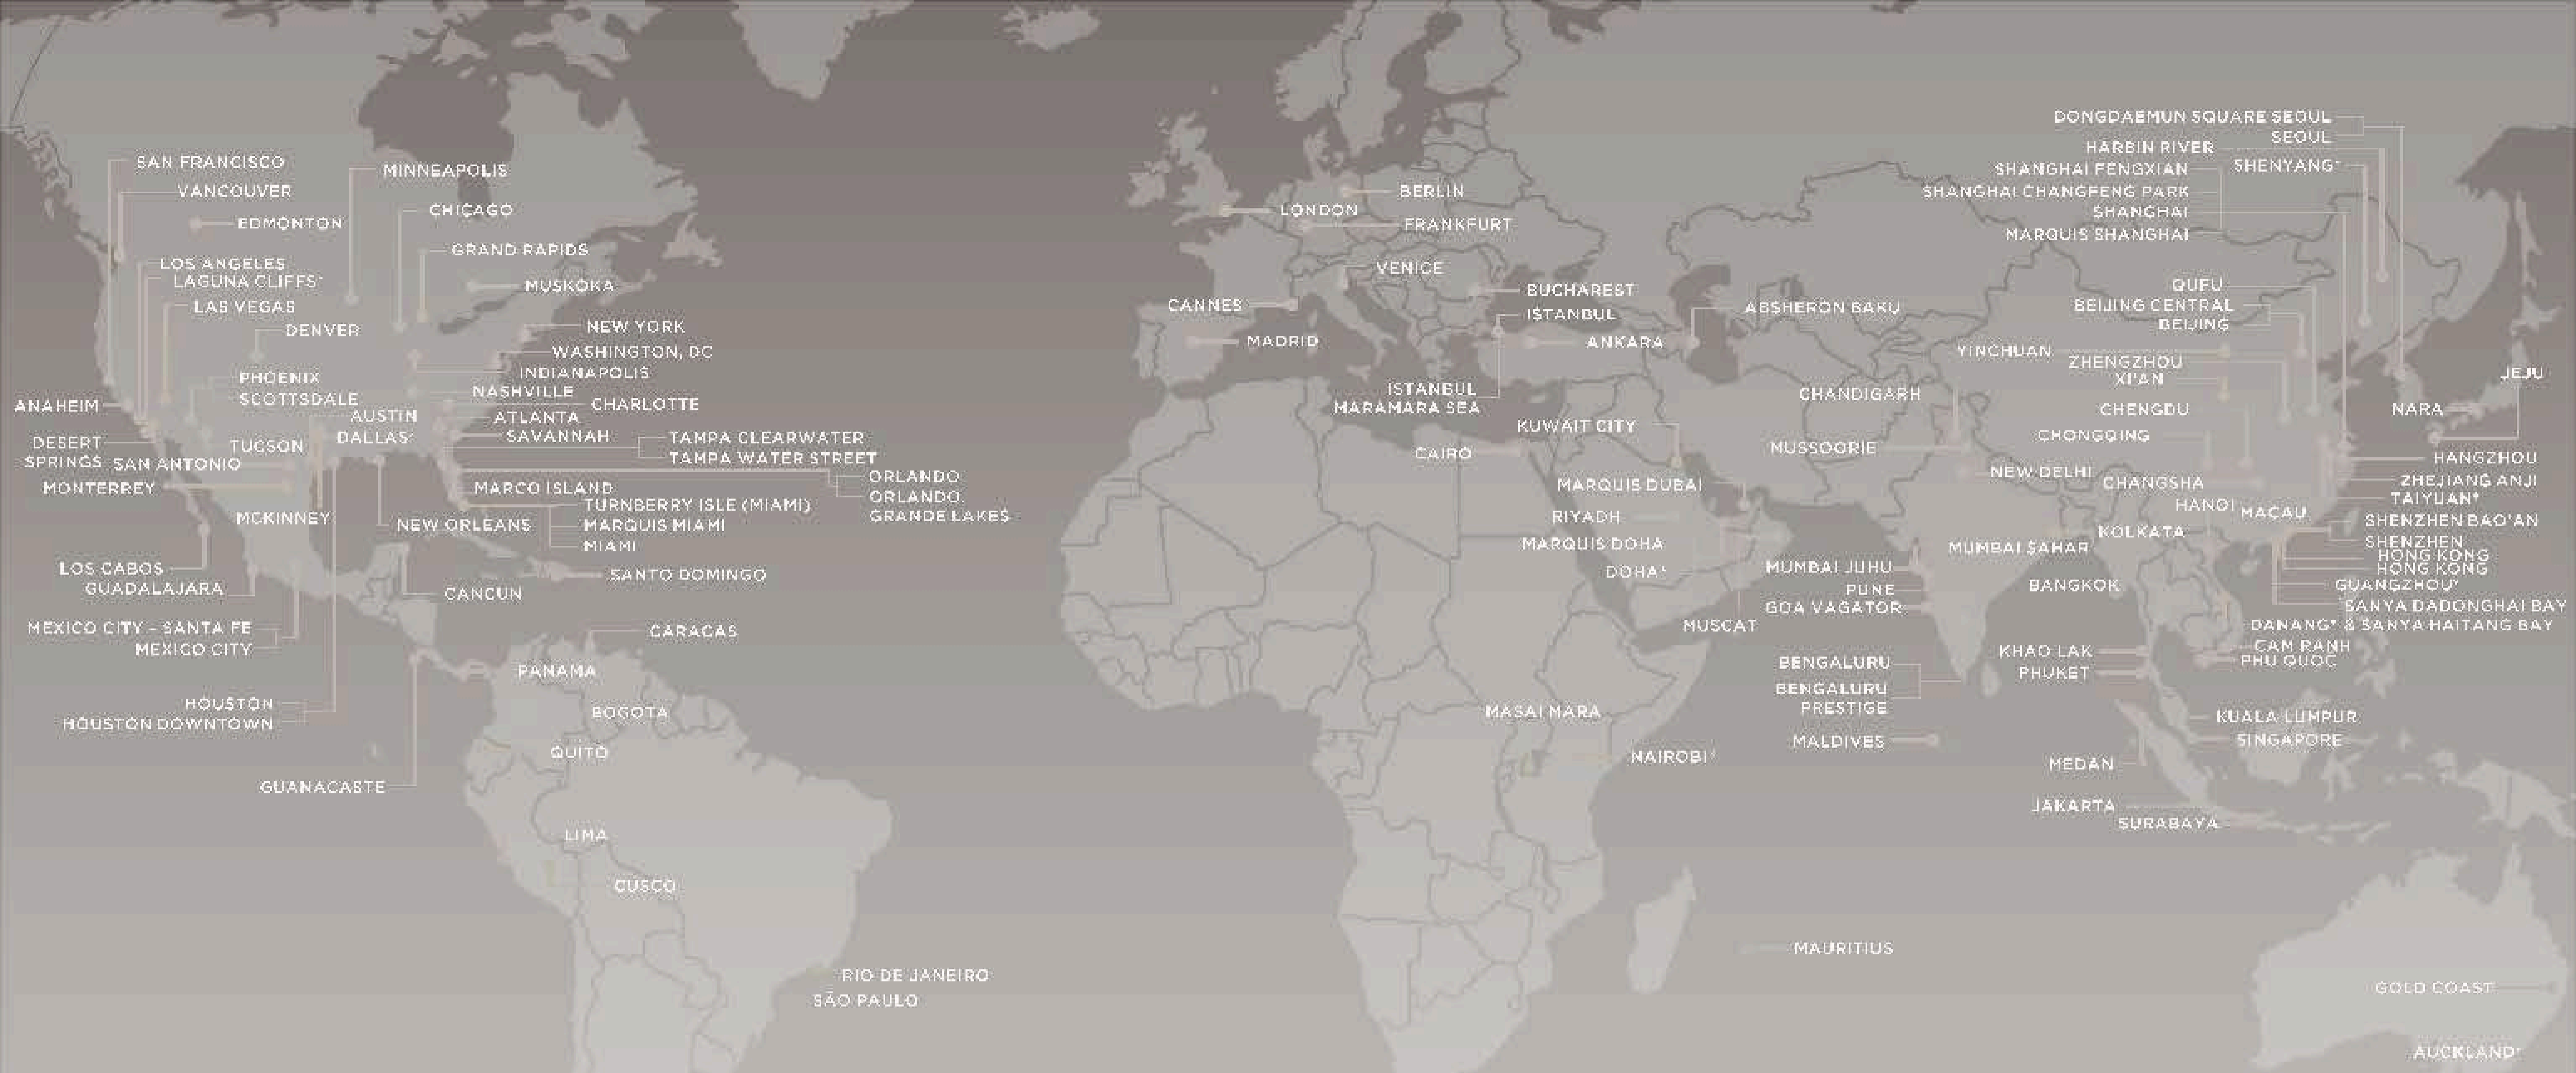 SAN FRANCISCO
VANCOUVER
EDMONTON
MINNEAPOLIS
CHICAGO
GRAND RAPIDS
MUSKOKA
LOS ANGELES
LAGUNA CLIFFS*
LAS VEGAS
DENVER
NEW YORK
WASHINGTON, DC
INDIANAPOLIS
PHOENIX
SCOTTSDALE
NASHVILLE
CHARLOTTE
ANAHEIM
AUSTIN
ATLANTA
DESERT
SPRINGS
TUCSON
DALLAS*
SAVANNAH
TAMPA CLEARWATER
TAMPA WATER STREET
SAN ANTONIO
MONTERREY
ORLANDO
ORLANDO,
GRANDE LAKES
MARCO ISLAND
TURNBERRY ISLE (MIAMI)
MARQUIS MIAMI
MIAMI
MCKINNEY
NEW ORLEANS
LOS CABOS
GUADALAJARA
SANTO DOMINGO
CANCUN
MEXICO CITY - SANTA FE
MEXICO CITY
CARACAS
PANAMA
HOUSTON
HOUSTON DOWNTOWN
BOGOTA
QUITO
GUANACASTE
LIMA
CUSCO
RIO DE JANEIRO
SÃO PAULO
BERLIN
LONDON
FRANKFURT
VENICE
CANNES
MADRID
BUCHAREST
ISTANBUL
ANKARA
ABSHERON BAKU
ISTANBUL
MARAMARA SEA
KUWAIT CITY
CAIRO
MARQUIS DUBAI
RIYADH
MARQUIS DOHA
DOHA*
MUSCAT
MASAI MARA
NAIROBI*
MAURITIUS
CHANDIGARH
MUSSOORIE
NEW DELHI
MUMBAI SAHAR
KOLKATA
MUMBAI JUHU
PUNE
GOA VAGATOR
BENGALURU
BENGALURU
PRESTIGE
MALDIVES
DONGDAEMUN SQUARE SEOUL
SEOUL
HARBIN RIVER
SHANGHAI FENGXIAN
SHENYANG*
SHANGHAI CHANGFENG PARK
SHANGHAI
MARQUIS SHANGHAI
QUFU
BEIJING CENTRAL
BEIJING
YINCHUAN
ZHENGZHOU
XI'AN
CHENGDU
CHONGQING
CHANGSHA
HANOI
MACAU
JEJU
NARA
HANGZHOU
ZHEJIANG ANJI
TAIYUAN*
SHENZHEN BAO'AN
SHENZHEN
HONG KONG
HONG KONG
GUANGZHOU*
SANYA DADONGHAI BAY
DANANG* & SANYA HAITANG BAY
CAM RANH
PHU QUOC
BANGKOK
KHAO LAK
PHUKET
KUALA LUMPUR
SINGAPORE
MEDAN
JAKARTA
SURABAYA
GOLD COAST
AUCKLAND*